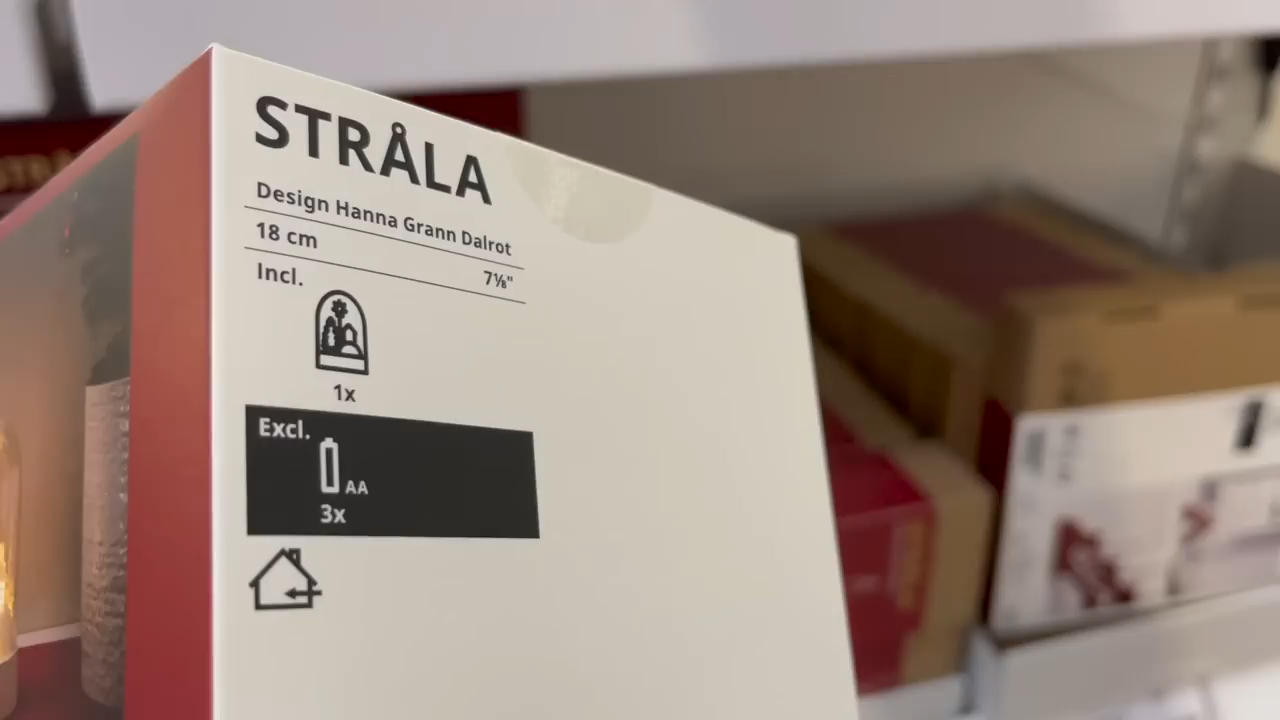 STRÅLA
Design Hanna Grann Dalrot
18 cm
7⅛"
Incl.
1x
Excl.
AA
3x